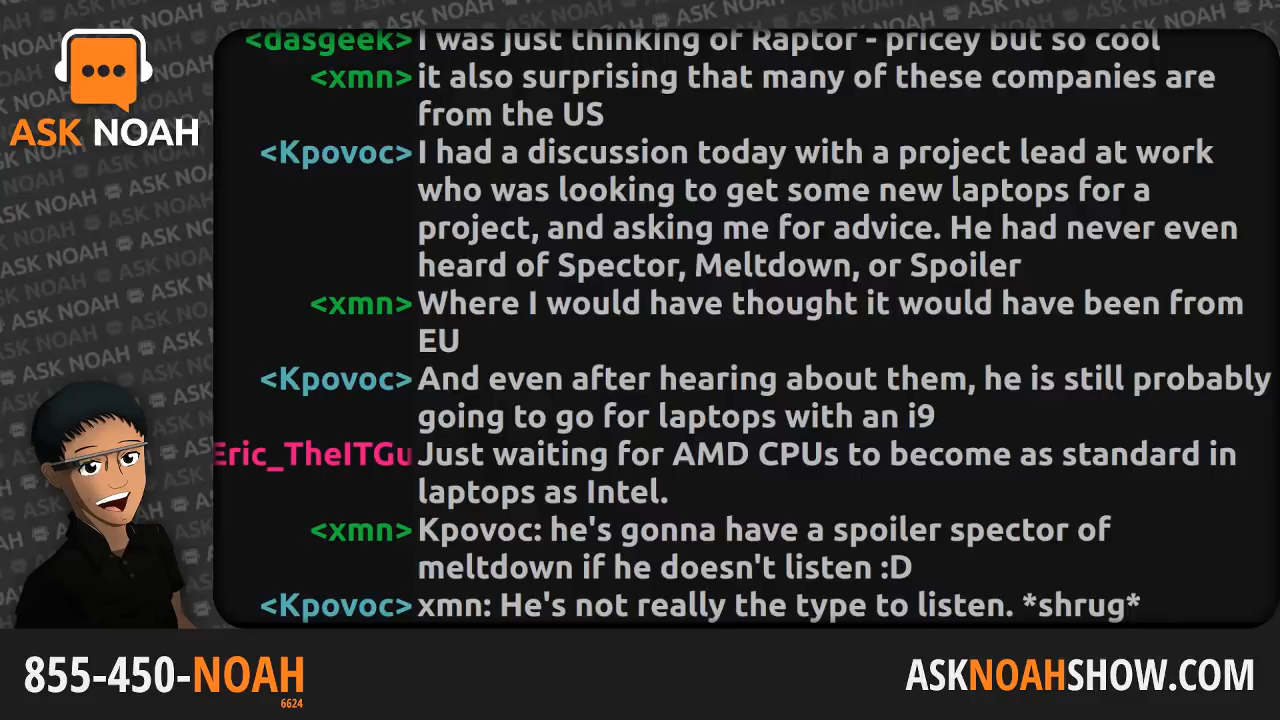 ASK NOAH
<dasgeek> I was just thinking of Raptor - pricey but so cool
<xmn> it also surprising that many of these companies are
from the US
<Kpovoc> I had a discussion today with a project lead at work
who was looking to get some new laptops for a
project, and asking me for advice. He had never even
heard of Spector, Meltdown, or Spoiler
<xmn> Where I would have thought it would have been from
EU
<Kpovoc> And even after hearing about them, he is still probably
going to go for laptops with an i9
Eric_TheITGu Just waiting for AMD CPUs to become as standard in
laptops as Intel.
<xmn> Kpovoc: he's gonna have a spoiler spector of
meltdown if he doesn't listen :D
<Kpovoc> xmn: He's not really the type to listen. *shrug*
855-450-NOAH
6624
ASKNOAHSHOW.COM